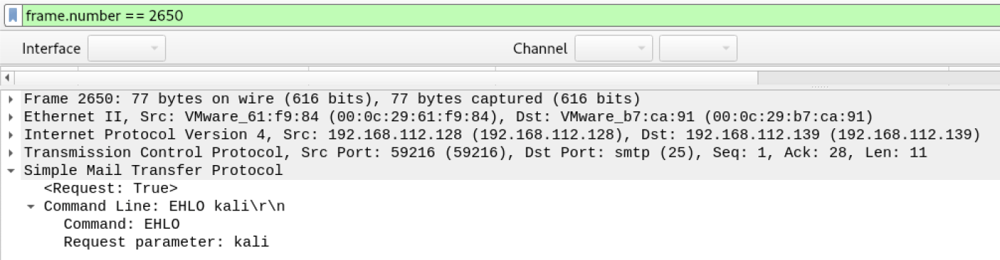 frame.number == 2650
Interface
Channel
Frame 2650: 77 bytes on wire (616 bits), 77 bytes captured (616 bits)
Ethernet II, Src: VMware_61:f9:84 (00:0c:29:61:f9:84), Dst: VMware_b7:ca:91 (00:0c:29:b7:ca:91)
Internet Protocol Version 4, Src: 192.168.112.128 (192.168.112.128), Dst: 192.168.112.139 (192.168.112.139)
Transmission Control Protocol, Src Port: 59216 (59216), Dst Port: smtp (25), Seq: 1, Ack: 28, Len: 11
Simple Mail Transfer Protocol
<Request: True>
Command Line: EHLO kali\r\n
Command: EHLO
Request parameter: kali